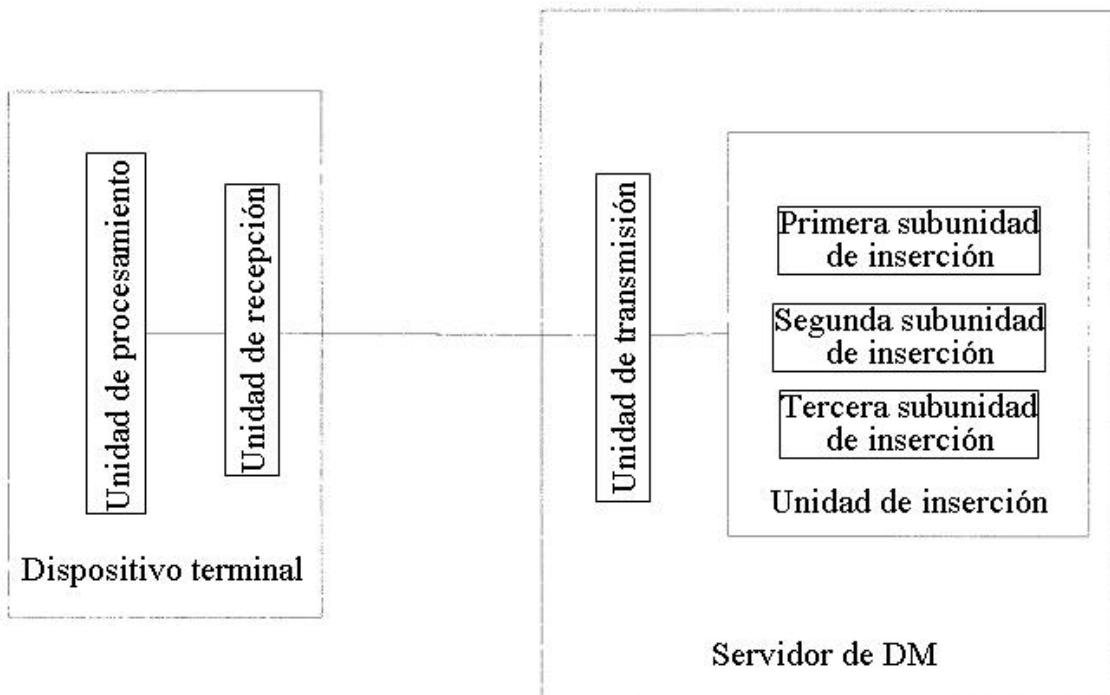 Unidad de procesamiento
Unidad de recepción
Dispositivo terminal
Unidad de transmisión
Primera subunidad
de inserción
Segunda subunidad
de inserción
Tercera subunidad
de inserción
Unidad de inserción
Servidor de DM